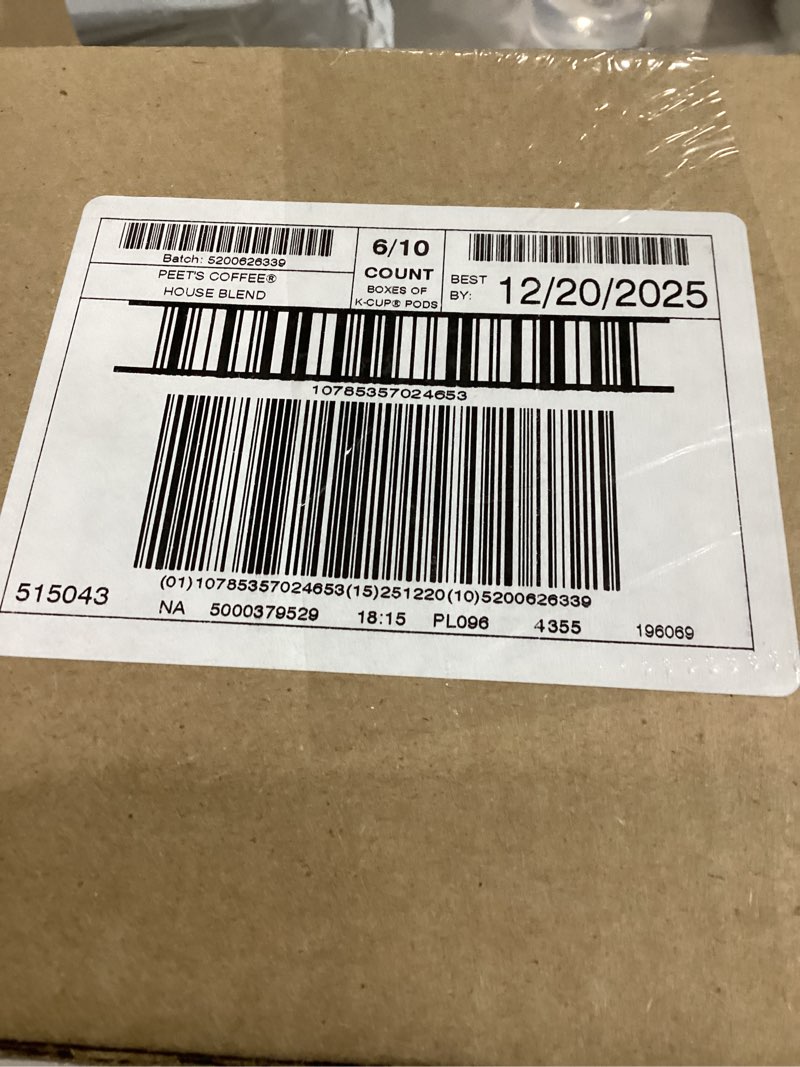 Batch: 5200626339
PEET'S COFFEE®
HOUSE BLEND
6/10
COUNT
BOXES OF
K-CUP® PODS
BEST
BY:
12/20/2025
10785357024653
(01)10785357024653(15)251220(10)5200626339
515043
NA 5000379529 18:15 PL096 4355 196069